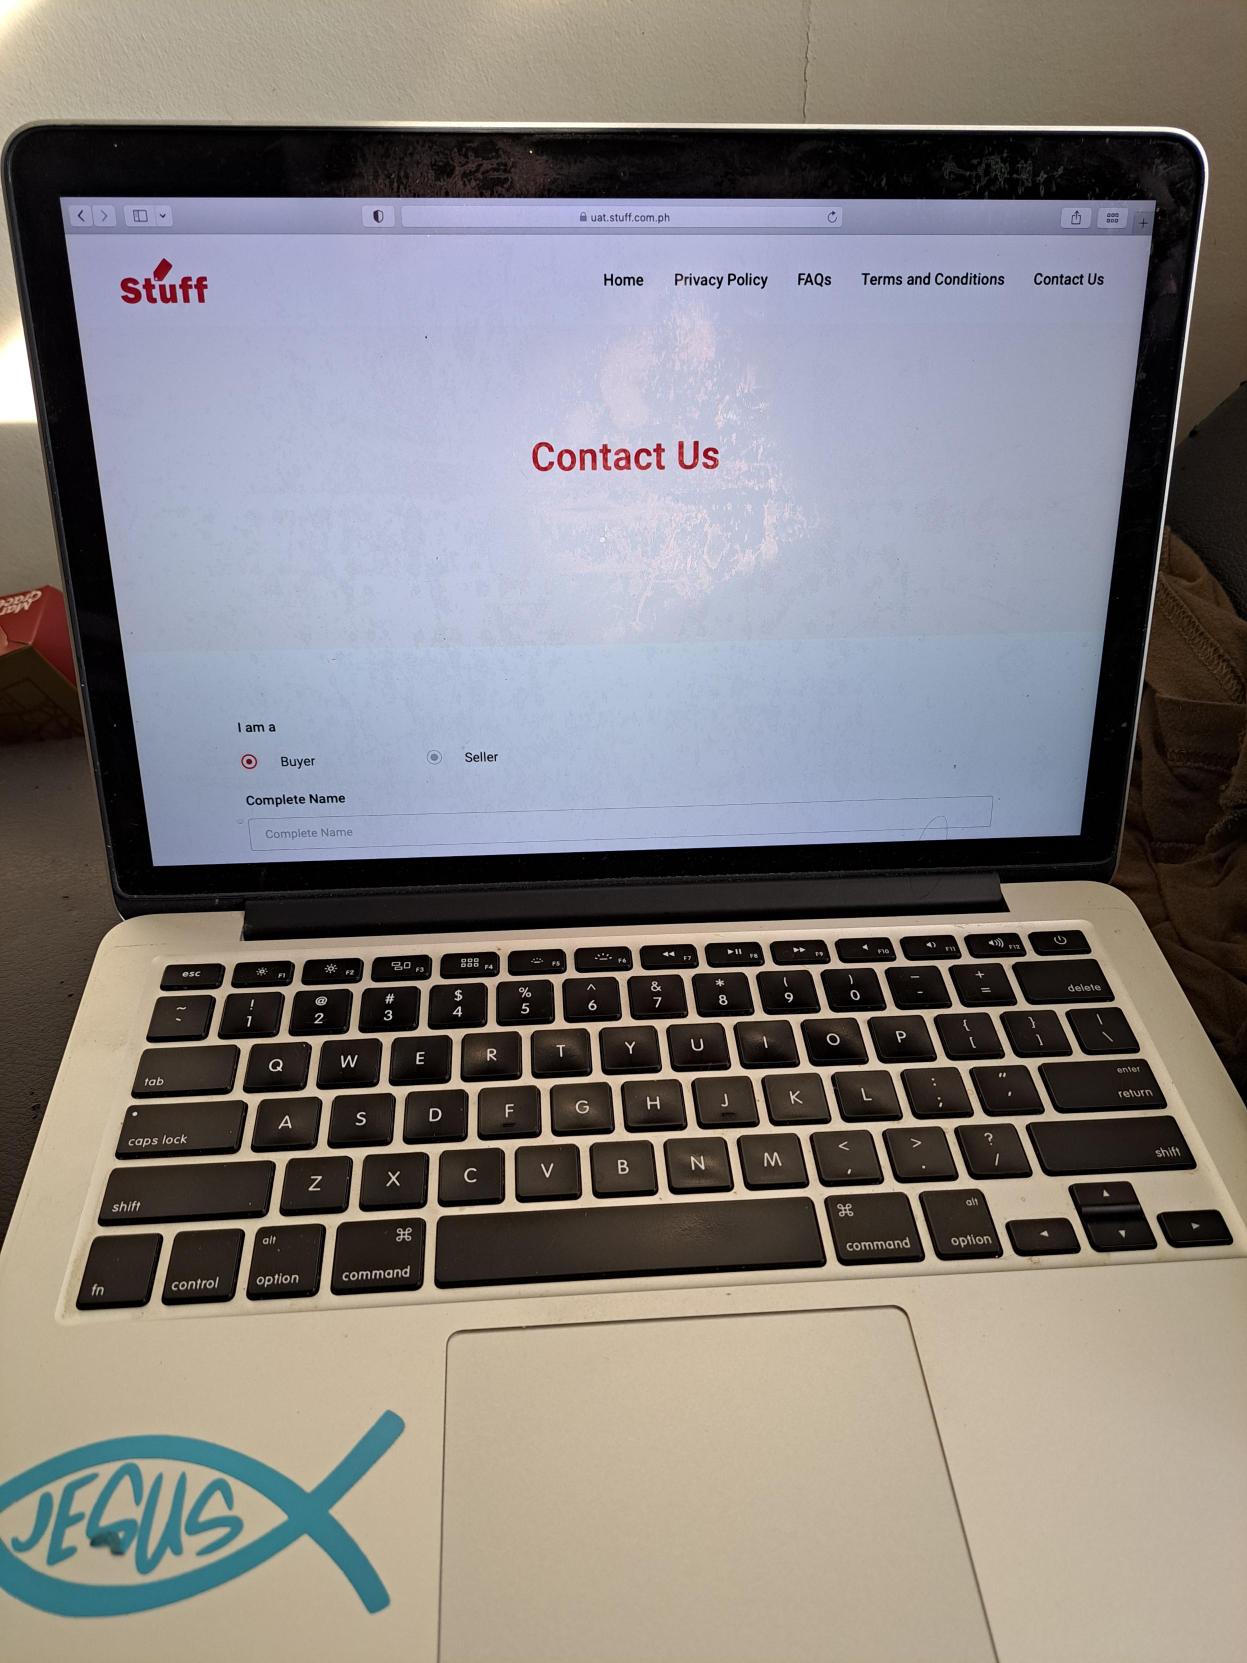 uat.stuff.com.ph
Stuff
Home Privacy Policy FAQs Terms and Conditions Contact Us
Contact Us
I am a
Buyer Seller
Complete Name
Complete Name
esc F1 F2 F3 F4 F5 F6 F7 F8 F9 F10 F11 F12
~ ! @ # $ % ^ & * ( ) _ +
` 1 2 3 4 5 6 7 8 9 0 - = delete
tab Q W E R T Y U I O P { [ } ] | \
caps lock A S D F G H J K L : ; " ' enter return
shift Z X C V B N M < , > . ? / shift
fn control alt option ⌘ command ⌘ command alt option
JESUS